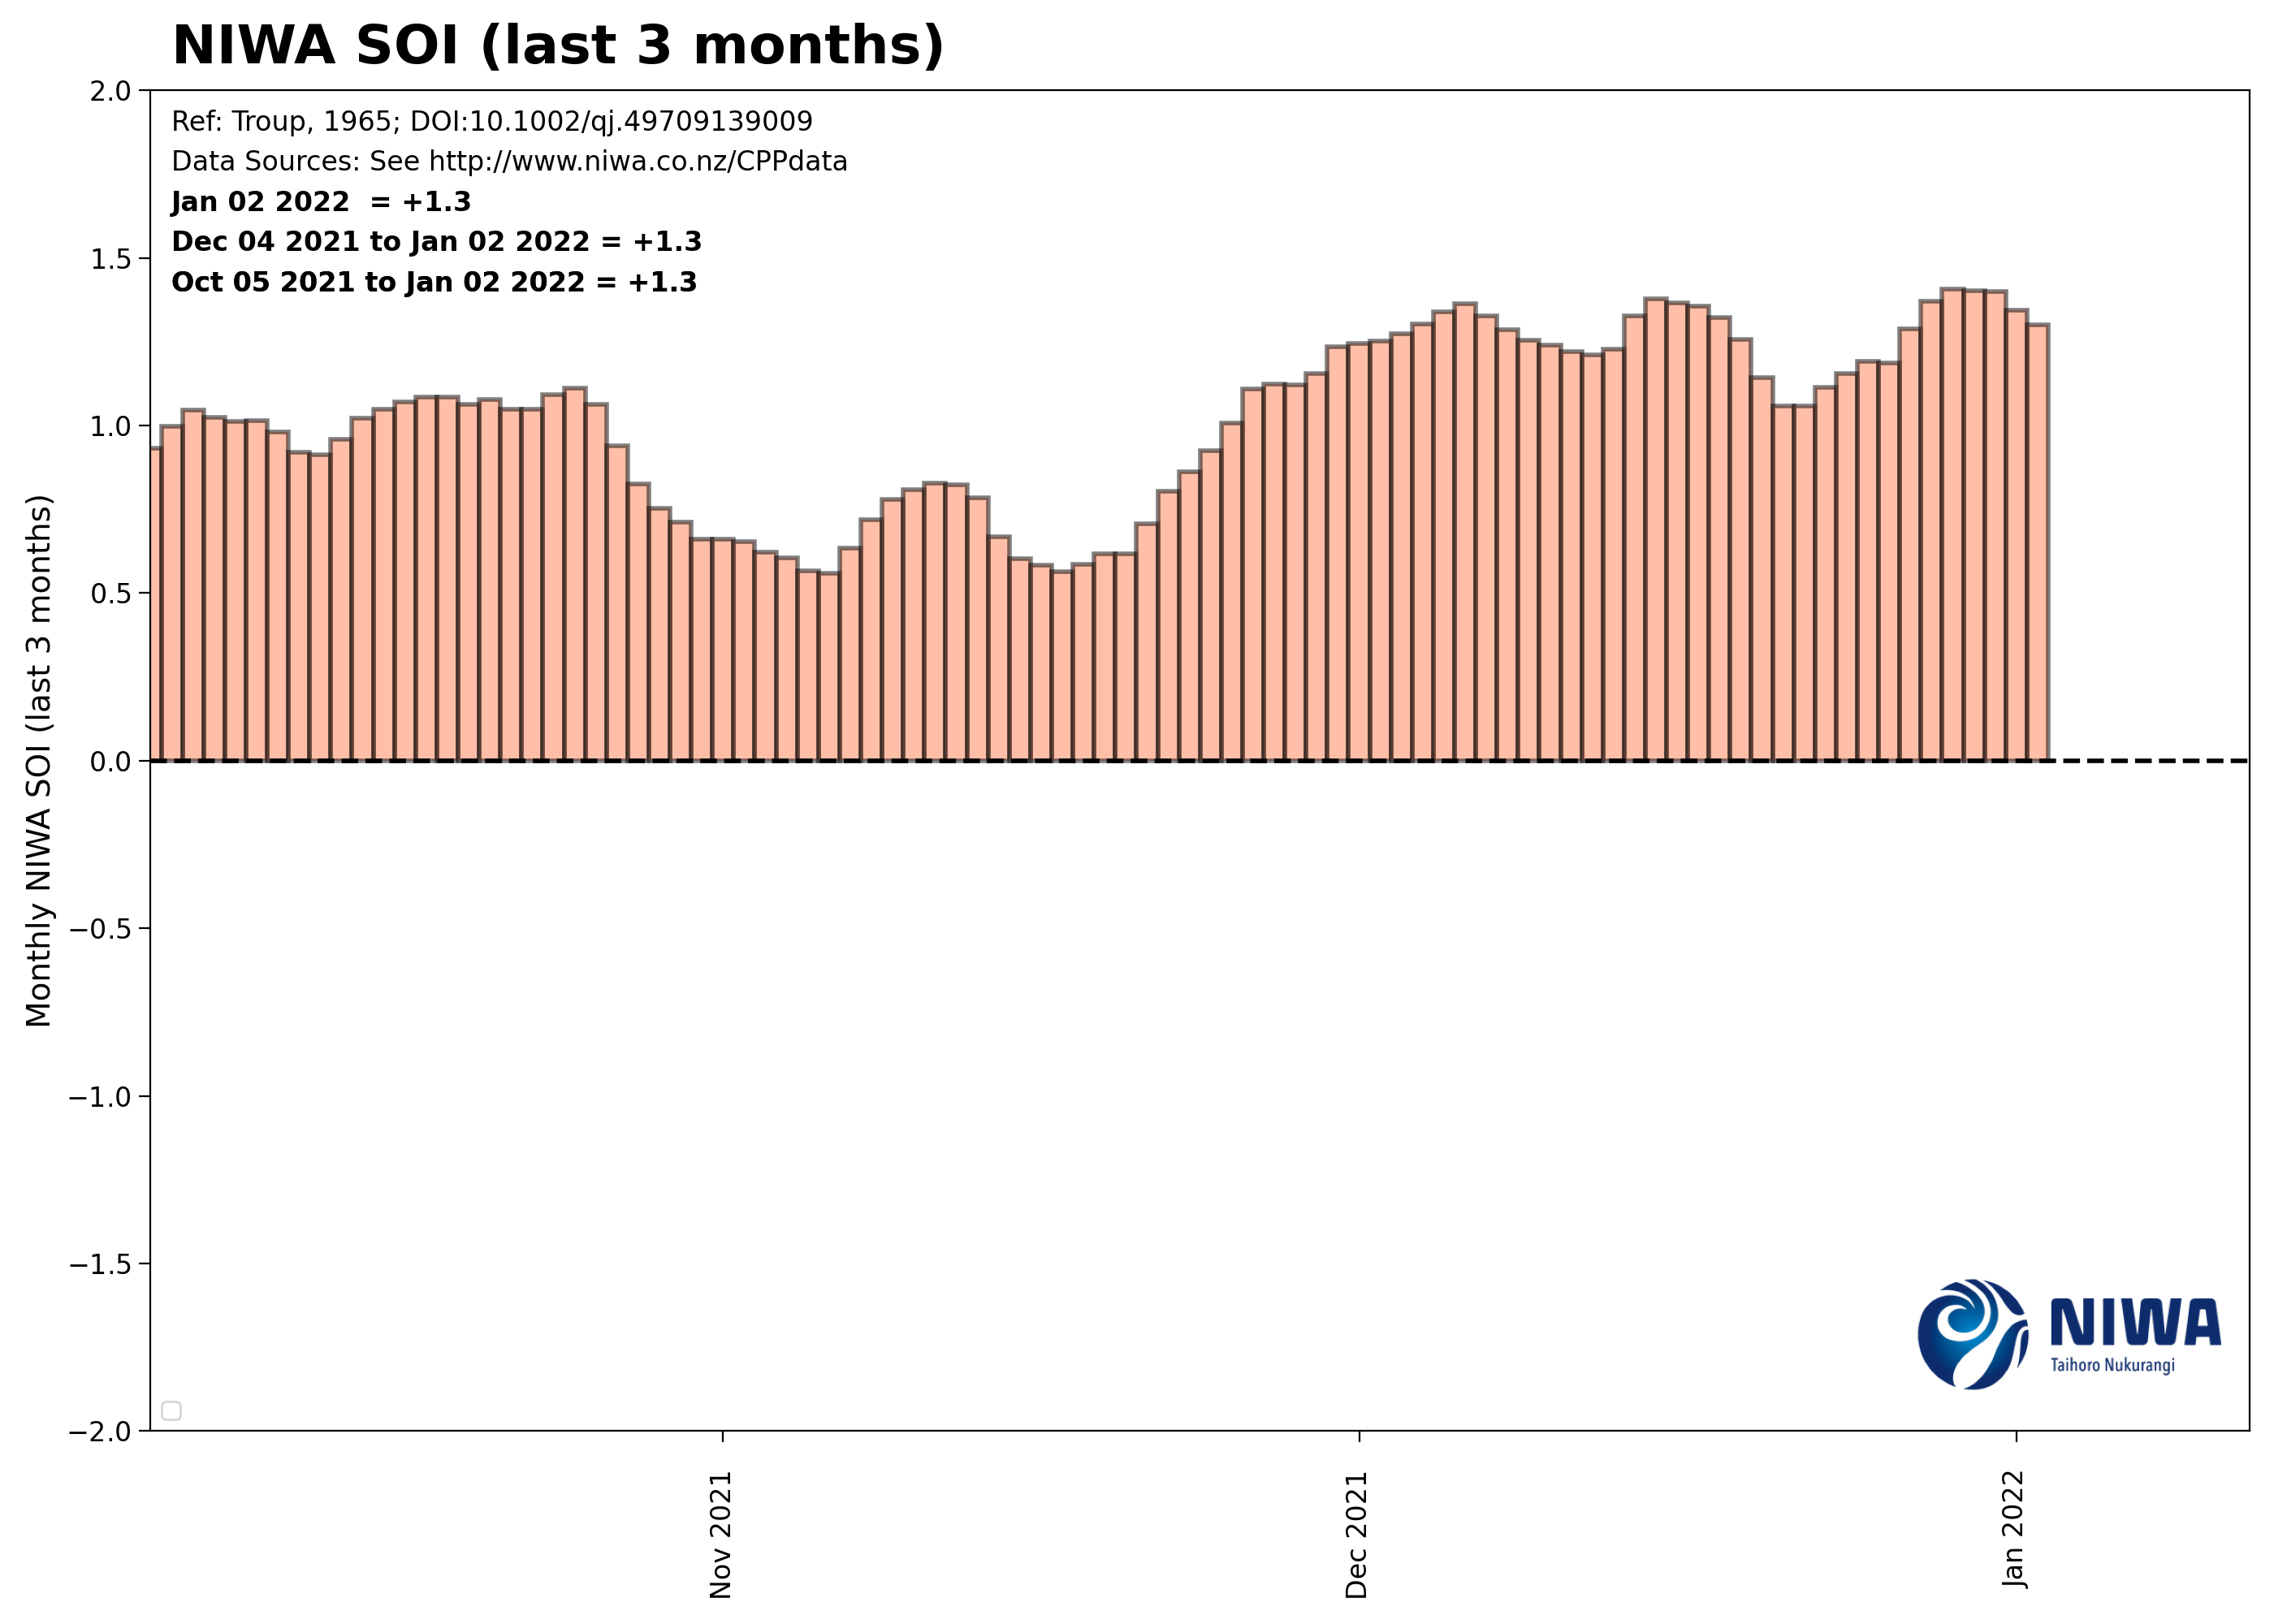 NIWA SOI (last 3 months)
Ref: Troup, 1965; DOI:10.1002/qj.49709139009
Data Sources: See http://www.niwa.co.nz/CPPdata
Jan 02 2022  = +1.3
Dec 04 2021 to Jan 02 2022 = +1.3
Oct 05 2021 to Jan 02 2022 = +1.3
Monthly NIWA SOI (last 3 months)
2.0
1.5
1.0
0.5
0.0
−0.5
−1.0
−1.5
−2.0
Nov 2021
Dec 2021
Jan 2022
NIWA
Taihoro Nukurangi